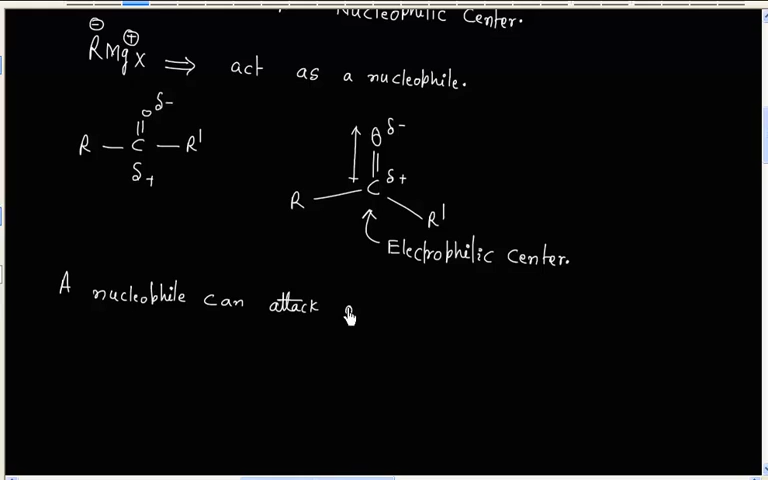 Nucleophilic Center.
⊖ ⊕
RMgX ⇒ act as a nucleophile.
O δ-
||
R — C — R'
δ+
O δ-
||
C δ+
R
R'
Electrophilic Center.
A nucleophile can attack